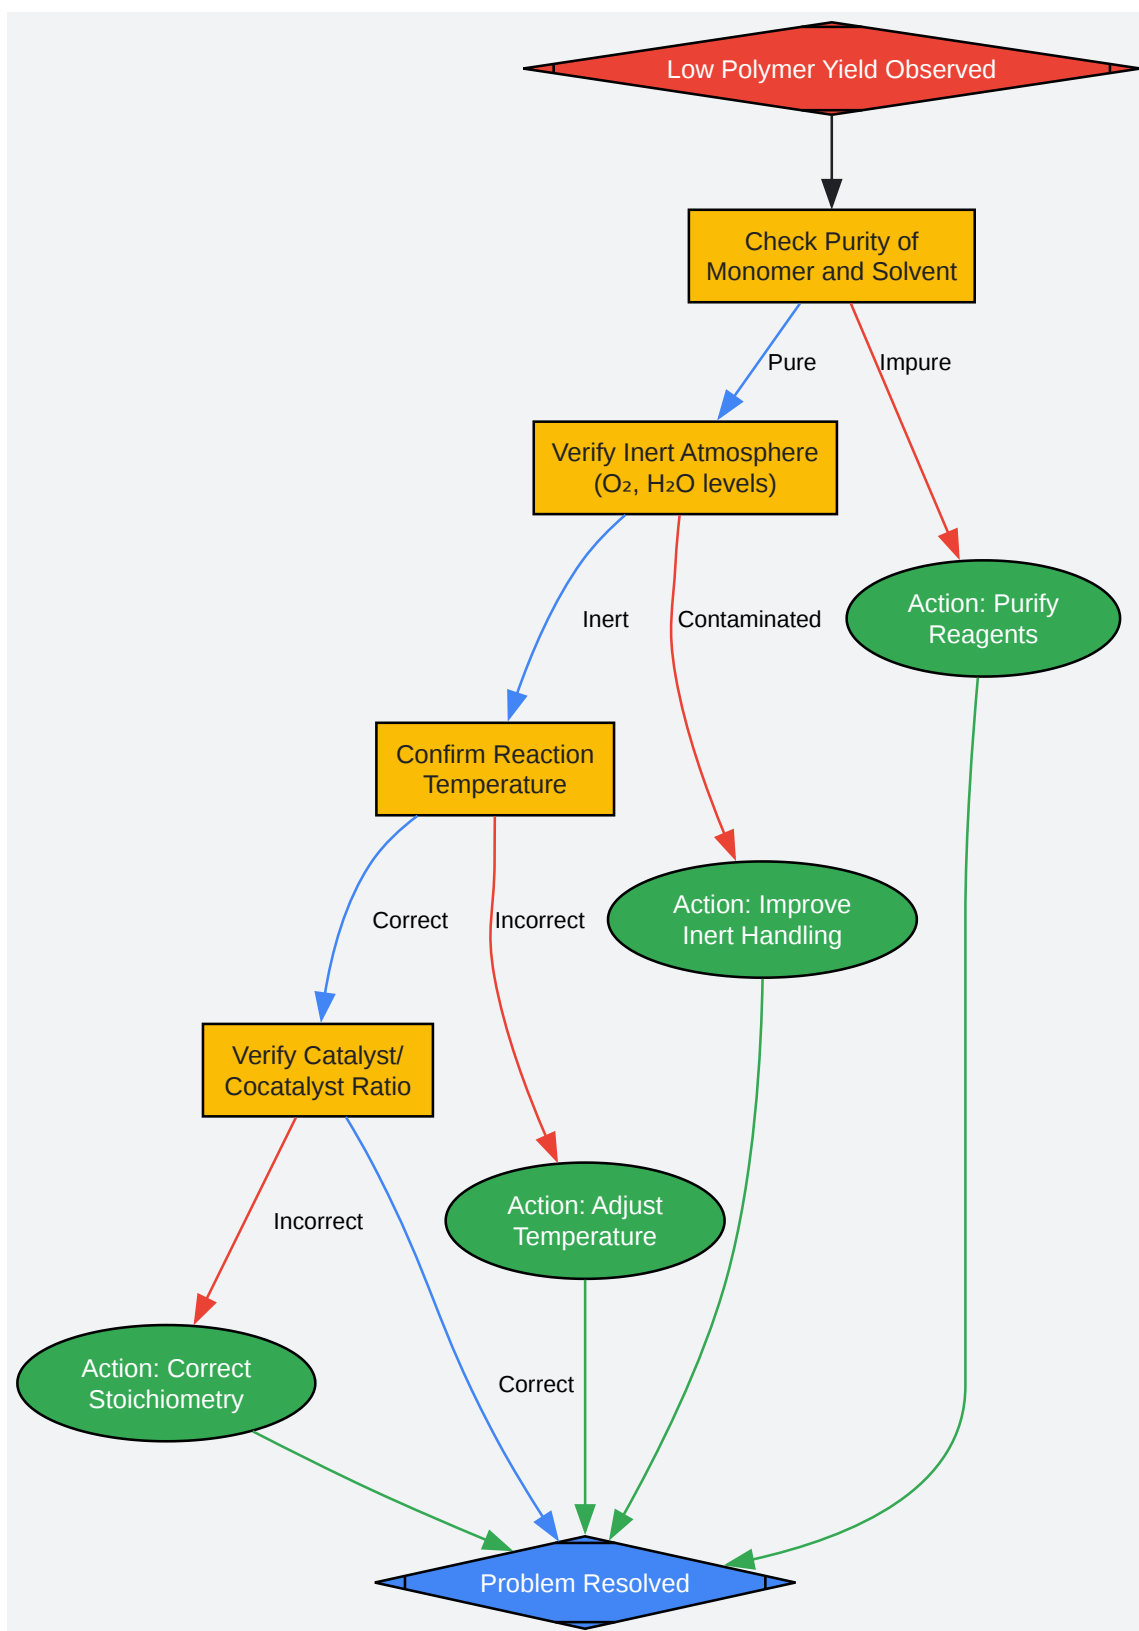 Low Polymer Yield Observed
Check Purity of
Monomer and Solvent
Pure
Impure
Verify Inert Atmosphere
(O₂, H₂O levels)
Inert
Contaminated
Action: Purify
Reagents
Confirm Reaction
Temperature
Correct
Incorrect
Action: Improve
Inert Handling
Verify Catalyst/
Cocatalyst Ratio
Incorrect
Action: Adjust
Temperature
Action: Correct
Stoichiometry
Correct
Problem Resolved